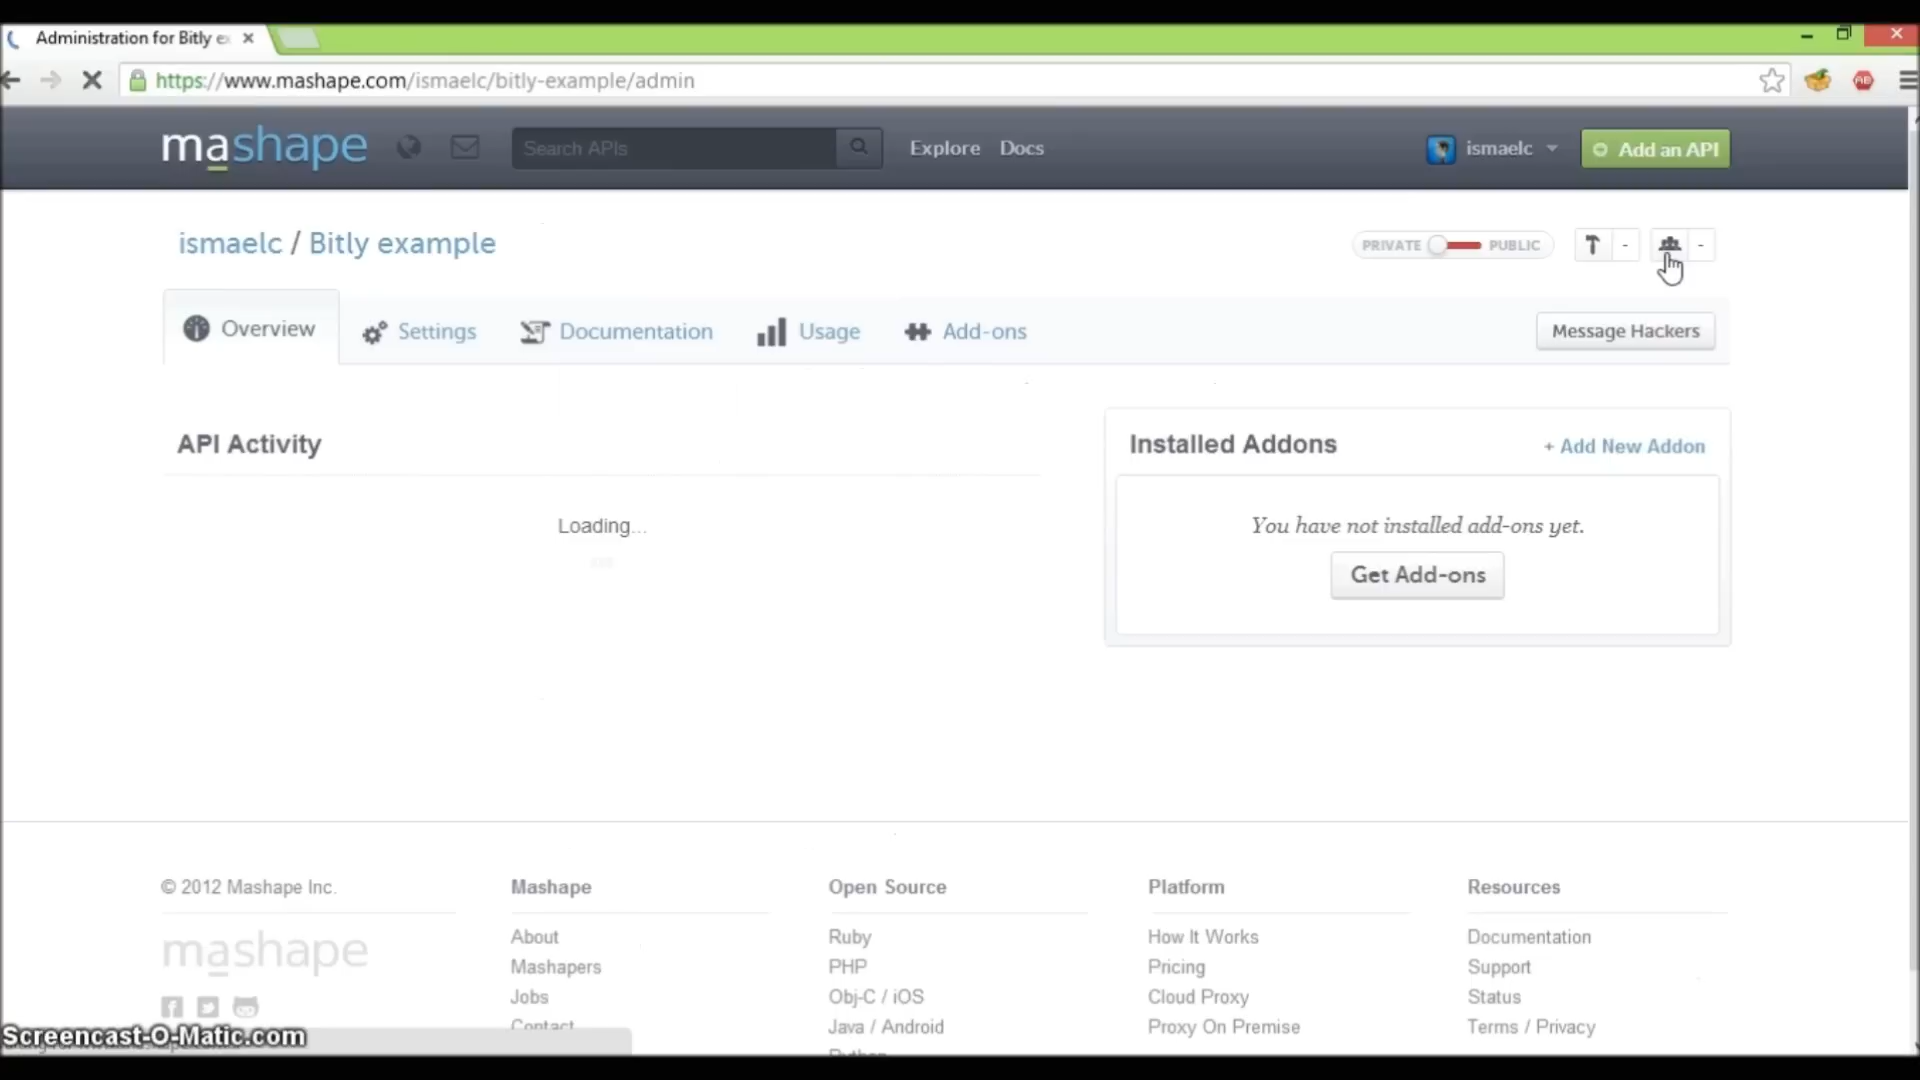 Administration for Bitly e
https://www.mashape.com/ismaelc/bitly-example/admin
mashape
Search APIs
Explore
Docs
ismaelc
Add an API
ismaelc / Bitly example
PRIVATE
PUBLIC
-
-
Overview
Settings
Documentation
Usage
Add-ons
Message Hackers
API Activity
Installed Addons
+ Add New Addon
Loading...
You have not installed add-ons yet.
Get Add-ons
© 2012 Mashape Inc.
Mashape
Open Source
Platform
Resources
mashape
About
Ruby
How It Works
Documentation
Mashapers
PHP
Pricing
Support
Jobs
Obj-C / iOS
Cloud Proxy
Status
Contact
Java / Android
Proxy On Premise
Terms / Privacy
Python
Screencast-O-Matic.com